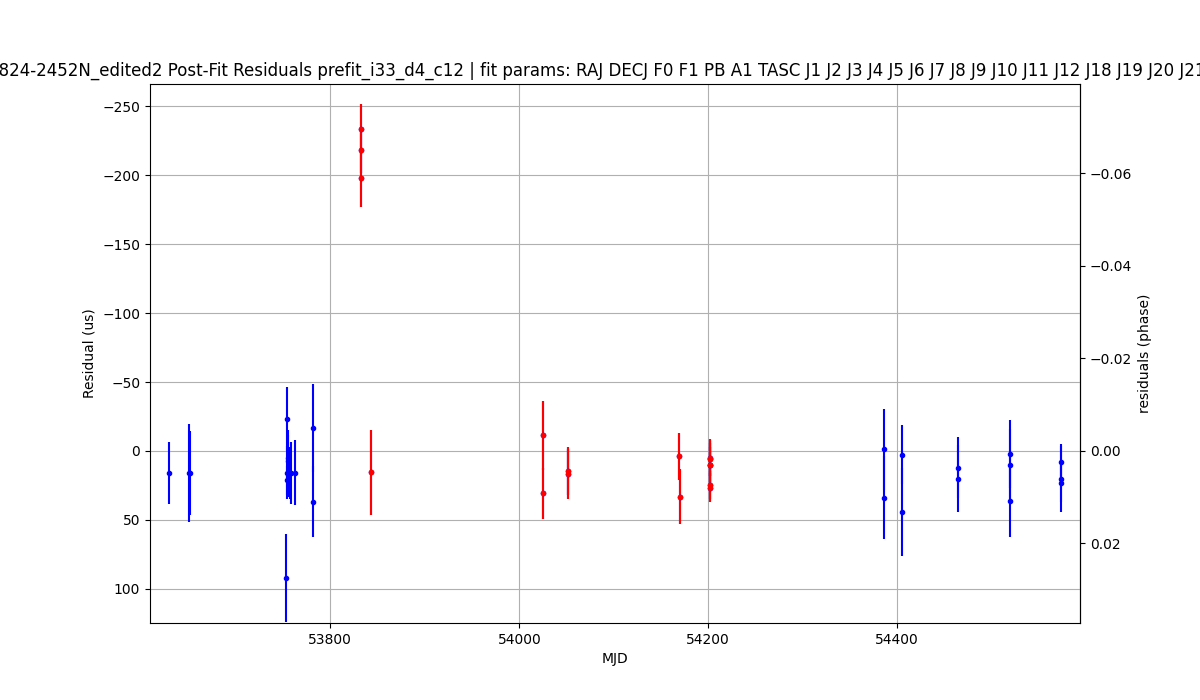 824-2452N_edited2 Post-Fit Residuals prefit_i33_d4_c12 | fit params: RAJ DECJ F0 F1 PB A1 TASC J1 J2 J3 J4 J5 J6 J7 J8 J9 J10 J11 J12 J18 J19 J20 J21
−250
−200
−150
−100
−50
0
50
100
Residual (us)
−0.06
−0.04
−0.02
0.00
0.02
residuals (phase)
53800 54000 54200 54400
MJD